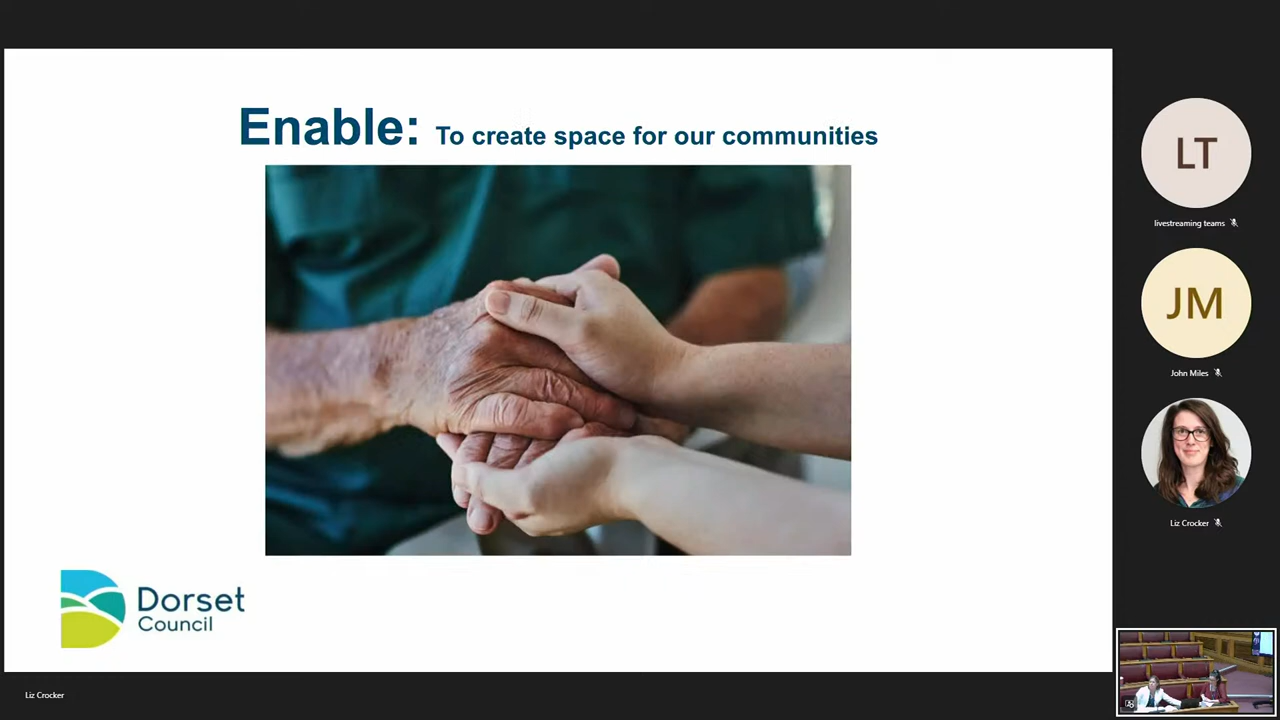 Enable: To create space for our communities
Dorset
Council
LT
livestreaming teams
JM
John Miles
Liz Crocker
Liz Crocker